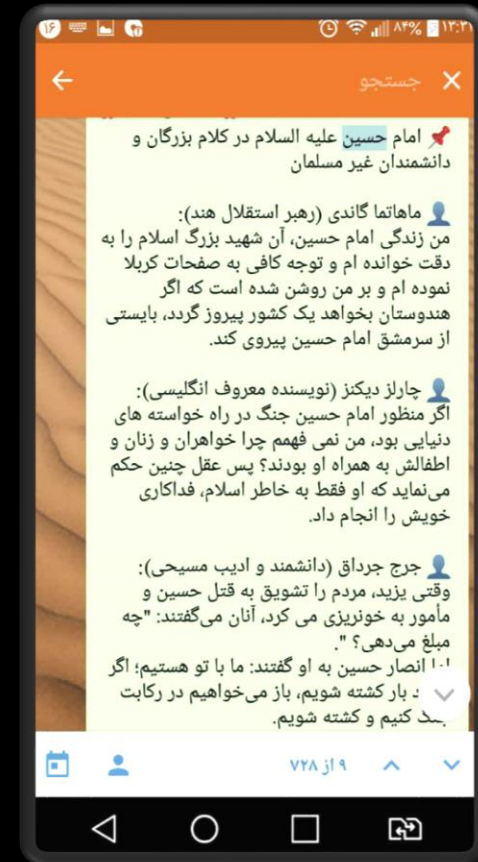 ۱۶
۸۴%
۱۲:۳۱
جستجو
امام حسین علیه السلام در کلام بزرگان و
دانشمندان غیر مسلمان
ماهاتما گاندی (رهبر استقلال هند):
من زندگی امام حسین، آن شهید بزرگ اسلام را به
دقت خوانده ام و توجه کافی به صفحات کربلا
نموده ام و بر من روشن شده است که اگر
هندوستان بخواهد یک کشور پیروز گردد، بایستی
از سرمشق امام حسین پیروی کند.
چارلز دیکنز (نویسنده معروف انگلیسی):
اگر منظور امام حسین جنگ در راه خواسته های
دنیایی بود، من نمی فهمم چرا خواهران و زنان و
اطفالش به همراه او بودند؟ پس عقل چنین حکم
می‌نماید که او فقط به خاطر اسلام، فداکاری
خویش را انجام داد.
جرج جرداق (دانشمند و ادیب مسیحی):
وقتی یزید، مردم را تشویق به قتل حسین و
مأمور به خونریزی می کرد، آنان می‌گفتند: "چه
مبلغ می‌دهی؟ ".
انصار حسین به او گفتند: ما با تو هستیم؛ اگر
بار کشته شویم، باز می‌خواهیم در رکابت
کنیم و کشته شویم.
۹ از ۷۲۸